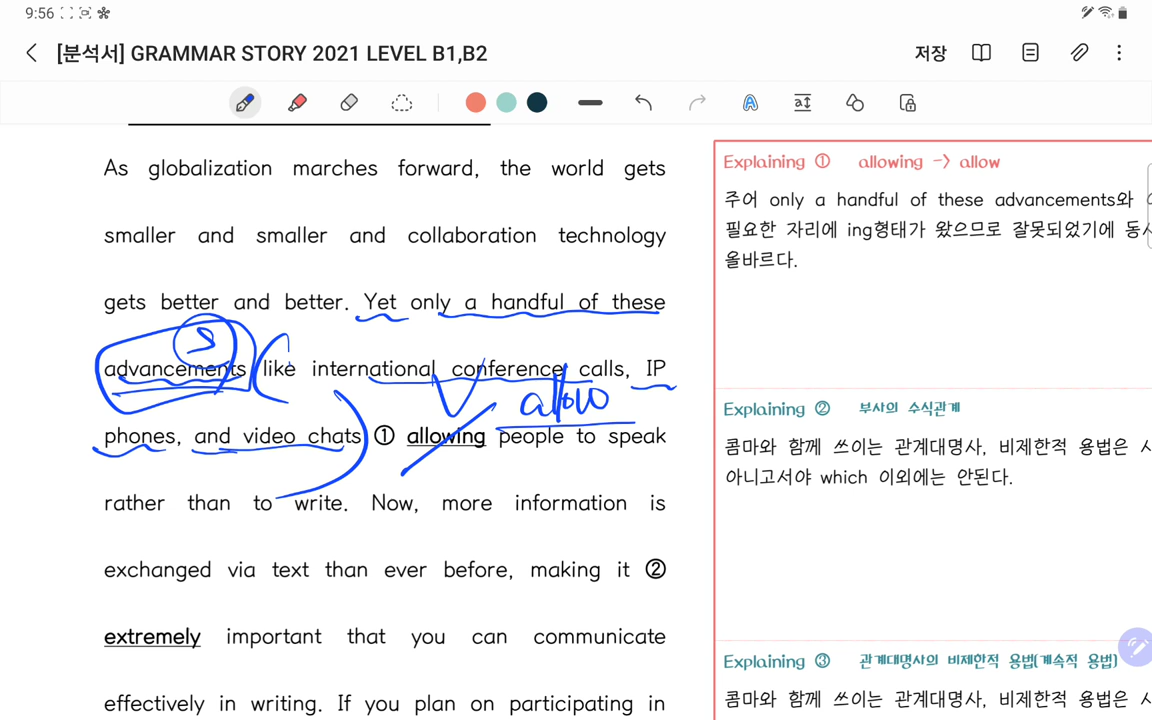 9:56
[분석서] GRAMMAR STORY 2021 LEVEL B1,B2
저장
As globalization marches forward, the world gets
smaller and smaller and collaboration technology
gets better and better. Yet only a handful of these
S
advancements like international conference calls, IP
allow
phones, and video chats ① allowing people to speak
rather than to write. Now, more information is
exchanged via text than ever before, making it ②
extremely important that you can communicate
effectively in writing. If you plan on participating in
Explaining ① allowing -> allow
주어 only a handful of these advancements와
필요한 자리에 ing형태가 왔으므로 잘못되었기에
올바르다.
Explaining ② 부사의 수식관계
콤마와 함께 쓰이는 관계대명사, 비제한적 용법은
아니고서야 which 이외에는 안된다.
Explaining ③ 관계대명사의 비제한적 용법(계속적 용법)
콤마와 함께 쓰이는 관계대명사, 비제한적 용법은